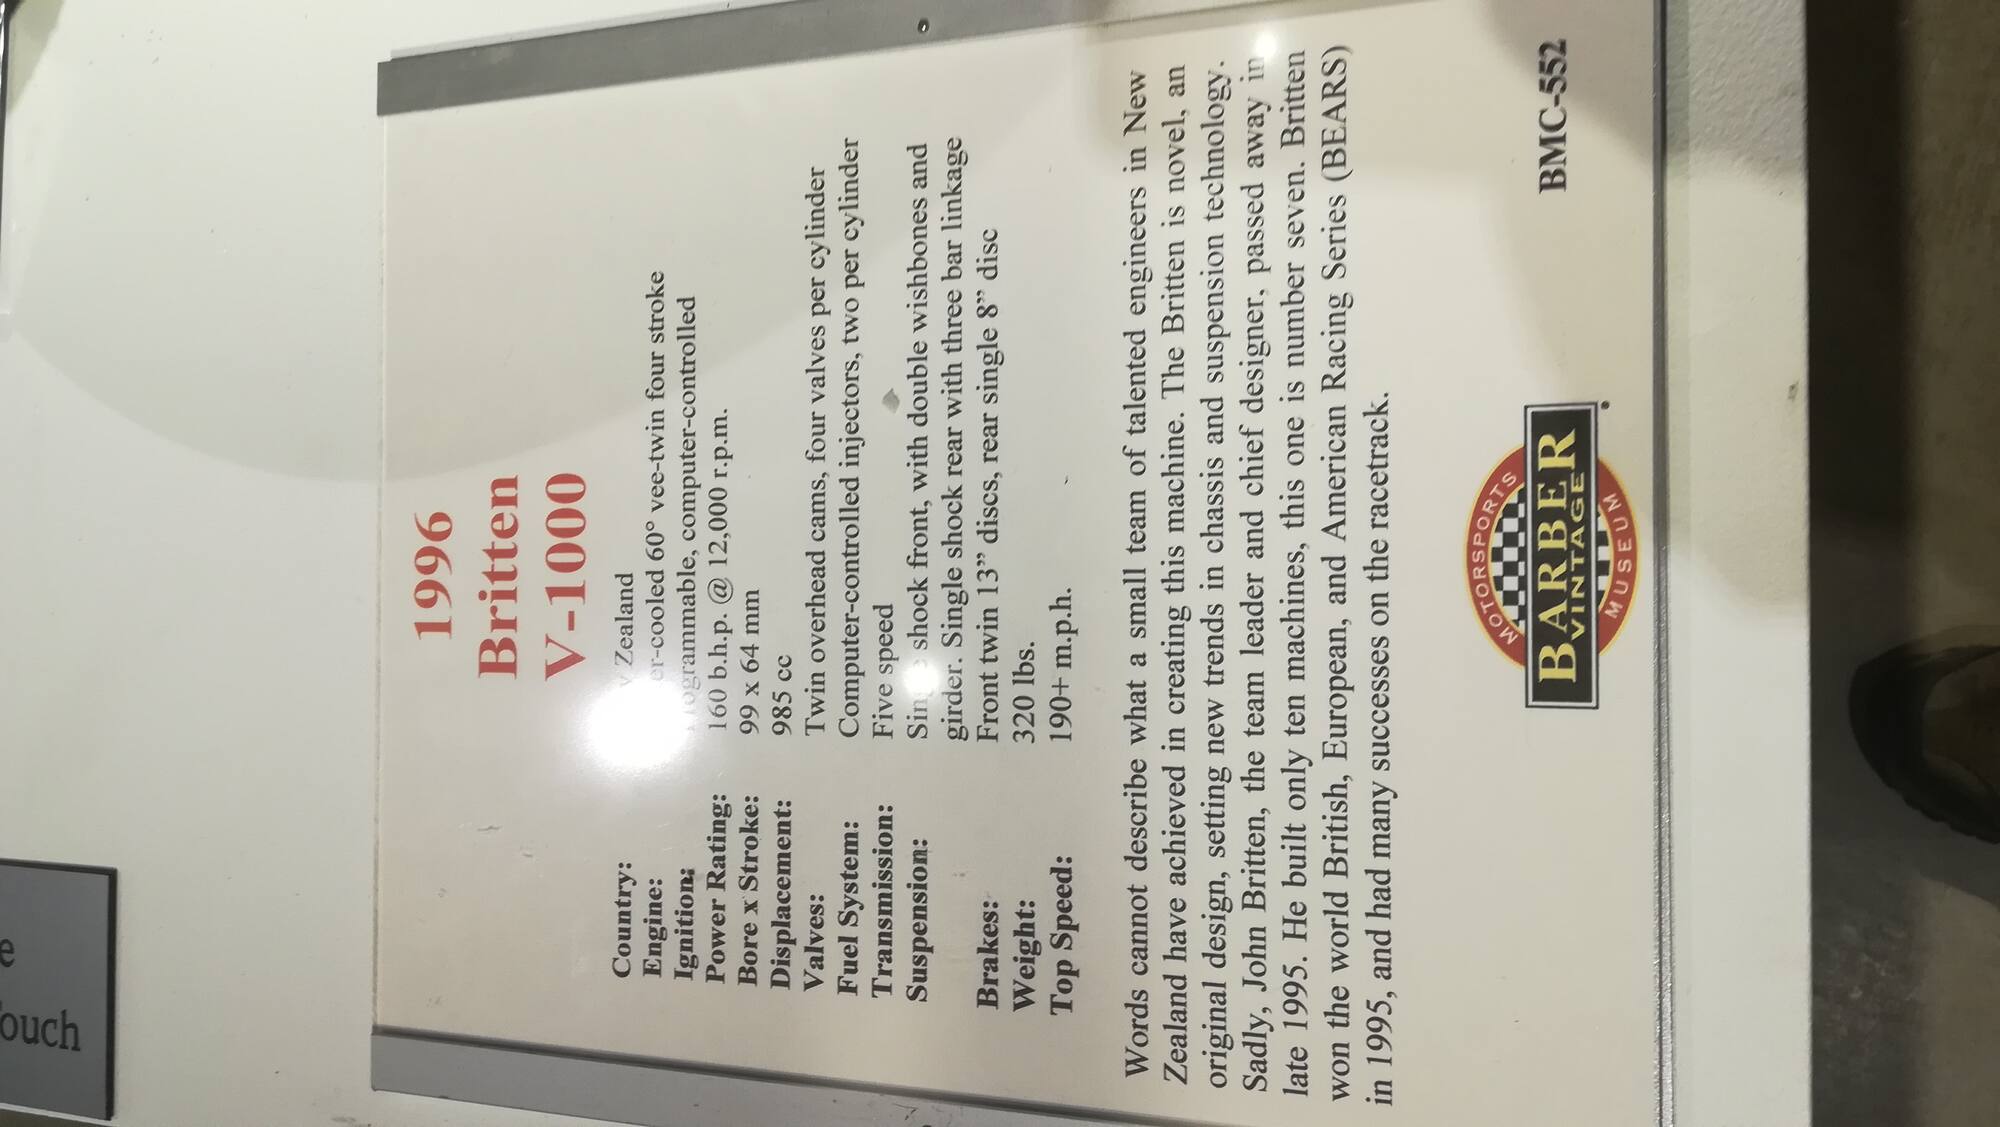 1996
Britten
V-1000
Country: Zealand
Engine: er-cooled 60° vee-twin four stroke
Ignition: ogrammable, computer-controlled
Power Rating: 160 b.h.p. @ 12,000 r.p.m.
Bore x Stroke: 99 x 64 mm
Displacement: 985 cc
Valves: Twin overhead cams, four valves per cylinder
Fuel System: Computer-controlled injectors, two per cylinder
Transmission: Five speed
Suspension: Single shock front, with double wishbones and
girder. Single shock rear with three bar linkage
Brakes: Front twin 13” discs, rear single 8” disc
Weight: 320 lbs.
Top Speed: 190+ m.p.h.
Words cannot describe what a small team of talented engineers in New
Zealand have achieved in creating this machine. The Britten is novel, an
original design, setting new trends in chassis and suspension technology.
Sadly, John Britten, the team leader and chief designer, passed away in
late 1995. He built only ten machines, this one is number seven. Britten
won the world British, European, and American Racing Series (BEARS)
in 1995, and had many successes on the racetrack.
MOTORSPORTS
BARBER
VINTAGE
MUSEUM
BMC-552
e
ouch